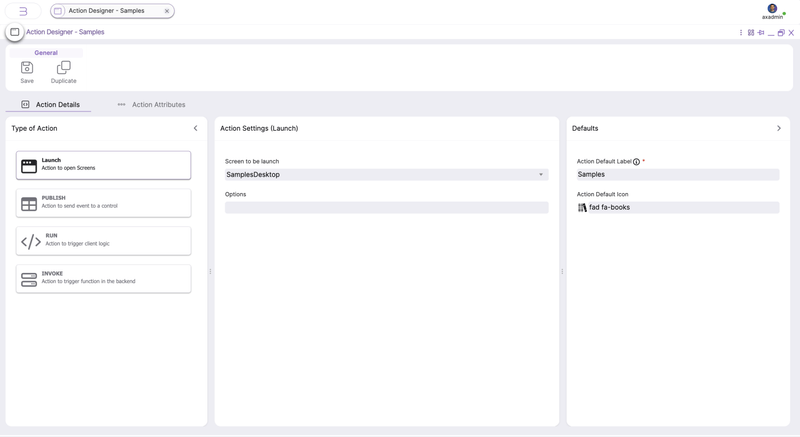 Action Designer - Samples
axadmin
Action Designer - Samples
General
Save
Duplicate
Action Details
Action Attributes
Type of Action
Launch
Action to open Screens
PUBLISH
Action to send event to a control
RUN
Action to trigger client logic
INVOKE
Action to trigger function in the backend
Action Settings (Launch)
Screen to be launch
SamplesDesktop
Options
Defaults
Action Default Label *
Samples
Action Default Icon
fad fa-books